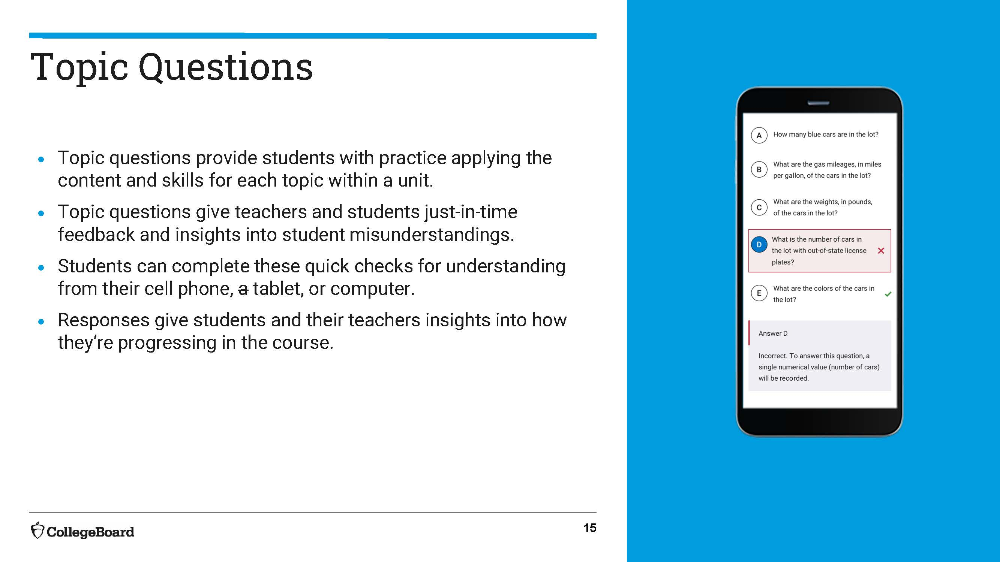 Topic Questions
• Topic questions provide students with practice applying the
content and skills for each topic within a unit.
• Topic questions give teachers and students just-in-time
feedback and insights into student misunderstandings.
• Students can complete these quick checks for understanding
from their cell phone, a tablet, or computer.
• Responses give students and their teachers insights into how
they’re progressing in the course.
CollegeBoard
15
A How many blue cars are in the lot?
B What are the gas mileages, in miles
per gallon, of the cars in the lot?
C What are the weights, in pounds,
of the cars in the lot?
D What is the number of cars in
the lot with out-of-state license
plates?
E What are the colors of the cars in
the lot?
Answer D
Incorrect. To answer this question, a
single numerical value (number of cars)
will be recorded.